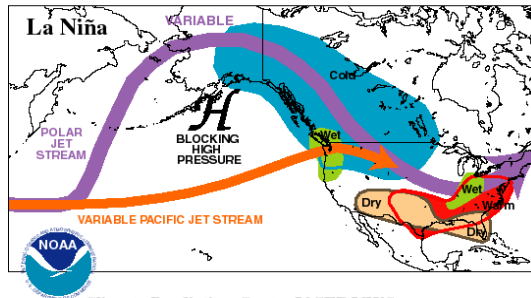 La Niña
VARIABLE
Cold
H
BLOCKING
HIGH
PRESSURE
Wet
POLAR
JET
STREAM
VARIABLE PACIFIC JET STREAM
Wet
Dry
Warm
Dry
NOAA